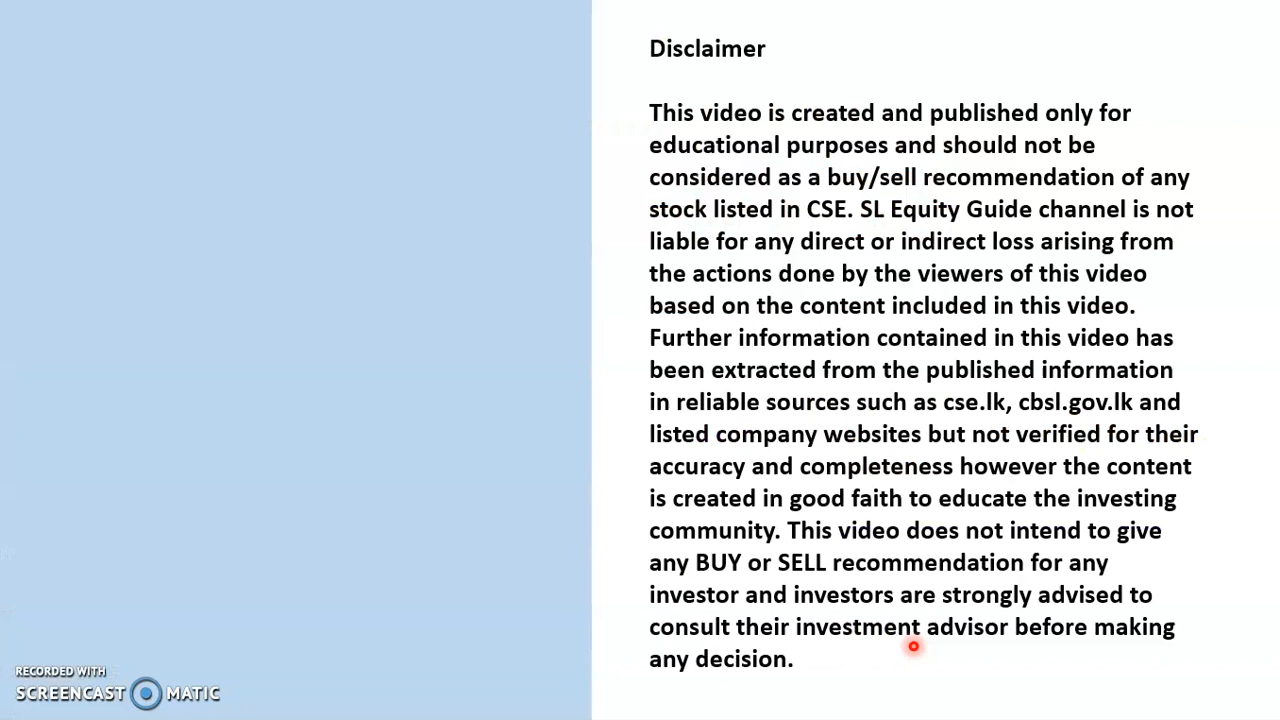 Disclaimer
This video is created and published only for
educational purposes and should not be
considered as a buy/sell recommendation of any
stock listed in CSE. SL Equity Guide channel is not
liable for any direct or indirect loss arising from
the actions done by the viewers of this video
based on the content included in this video.
Further information contained in this video has
been extracted from the published information
in reliable sources such as cse.lk, cbsl.gov.lk and
listed company websites but not verified for their
accuracy and completeness however the content
is created in good faith to educate the investing
community. This video does not intend to give
any BUY or SELL recommendation for any
investor and investors are strongly advised to
consult their investment advisor before making
any decision.
RECORDED WITH
SCREENCAST MATIC